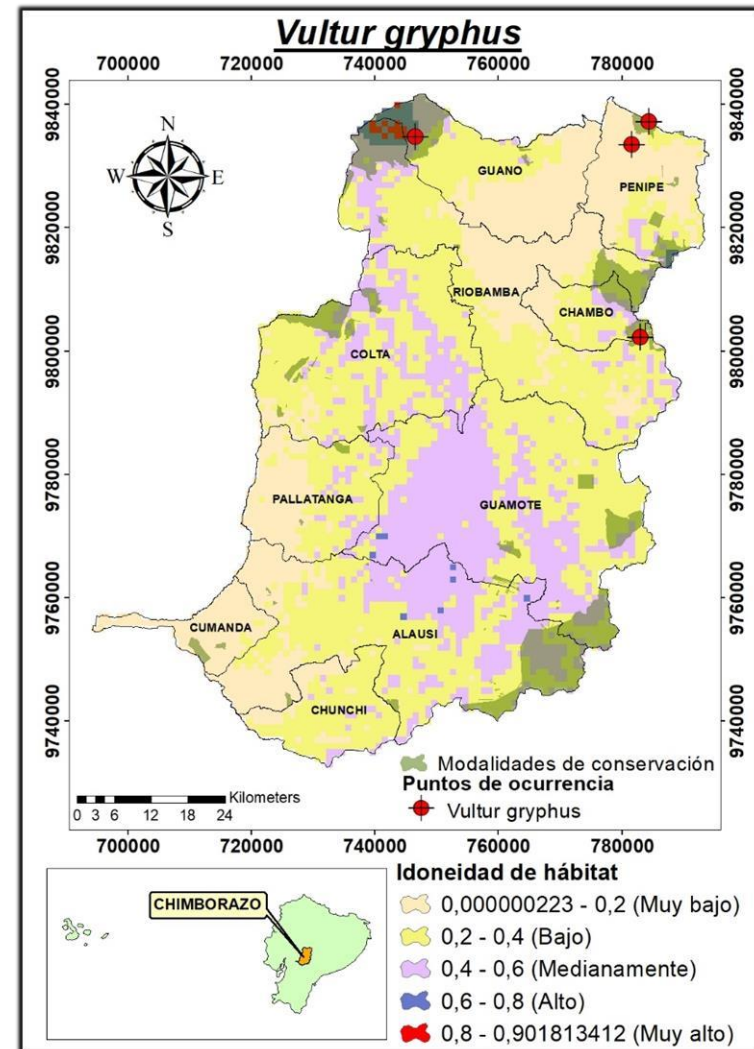 Vultur gryphus
700000 720000 740000 760000 780000
9840000 9840000
9820000 9820000
9800000 9800000
9780000 9780000
9760000 9760000
9740000 9740000
N
W E
S
GUANO
PENIPE
RIOBAMBA
CHAMBO
COLTA
PALLATANGA
GUAMOTE
CUMANDA
ALAUSI
CHUNCHI
Modalidades de conservación
Puntos de ocurrencia
Vultur gryphus
Kilometers
0 3 6 12 18 24
700000 720000 740000 760000 780000
CHIMBORAZO
Idoneidad de hábitat
0,000000223 - 0,2 (Muy bajo)
0,2 - 0,4 (Bajo)
0,4 - 0,6 (Medianamente)
0,6 - 0,8 (Alto)
0,8 - 0,901813412 (Muy alto)